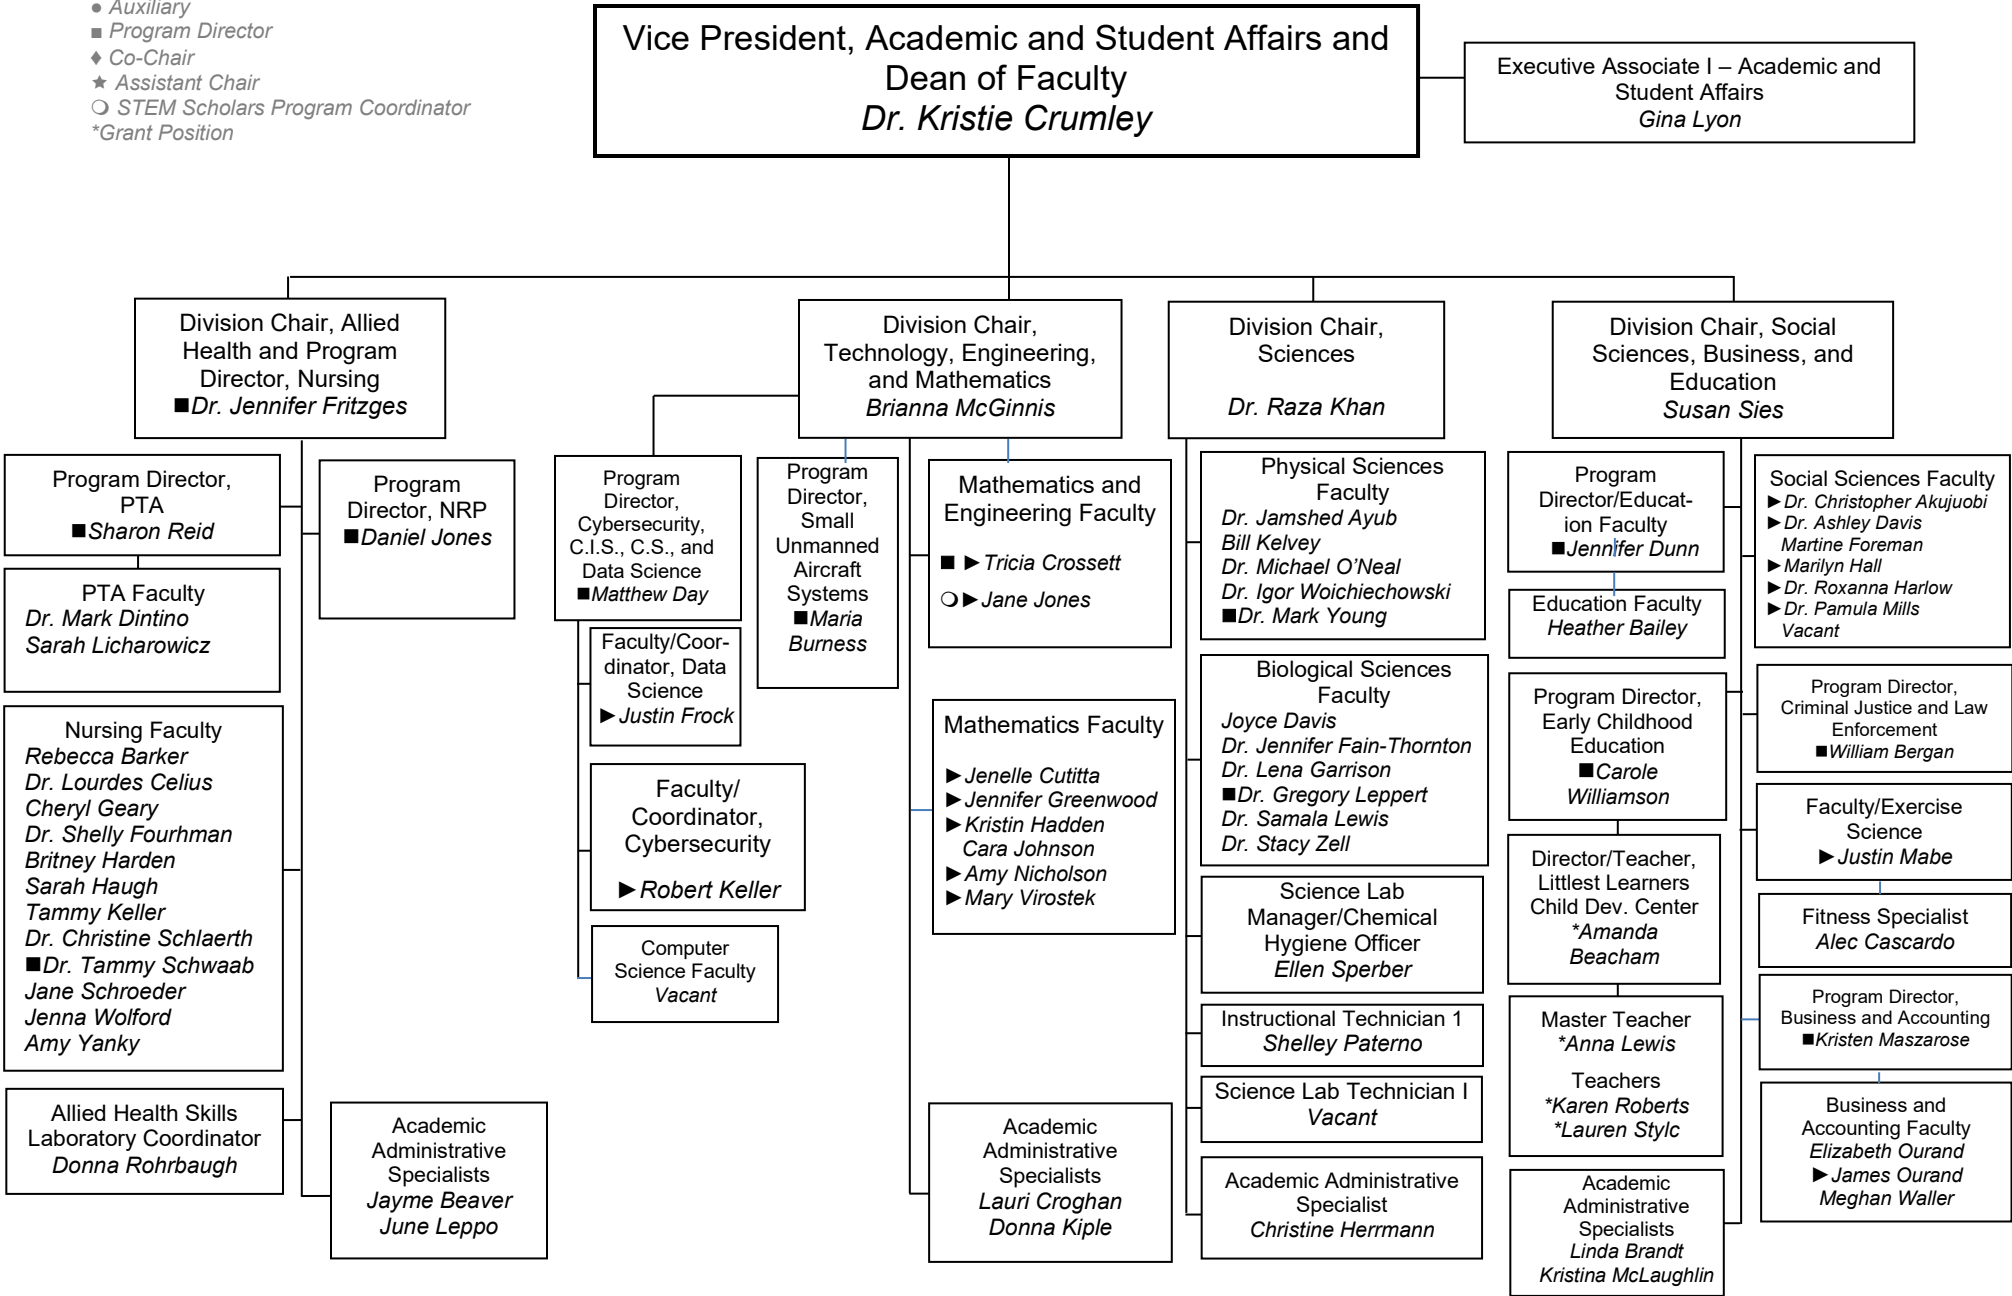 ● Auxiliary
■ Program Director
♦ Co-Chair
★ Assistant Chair
❍ STEM Scholars Program Coordinator
*Grant Position
Vice President, Academic and Student Affairs and
Dean of Faculty
Dr. Kristie Crumley
Executive Associate I – Academic and
Student Affairs
Gina Lyon
Division Chair, Allied
Health and Program
Director, Nursing
■Dr. Jennifer Fritzges
Program Director,
PTA
■Sharon Reid
Program
Director, NRP
■Daniel Jones
PTA Faculty
Dr. Mark Dintino
Sarah Licharowicz
Nursing Faculty
Rebecca Barker
Dr. Lourdes Celius
Cheryl Geary
Dr. Shelly Fourhman
Britney Harden
Sarah Haugh
Tammy Keller
Dr. Christine Schlaerth
■Dr. Tammy Schwaab
Jane Schroeder
Jenna Wolford
Amy Yanky
Allied Health Skills
Laboratory Coordinator
Donna Rohrbaugh
Academic
Administrative
Specialists
Jayme Beaver
June Leppo
Division Chair,
Technology, Engineering,
and Mathematics
Brianna McGinnis
Program
Director,
Cybersecurity,
C.I.S., C.S., and
Data Science
■Matthew Day
Faculty/Coor-
dinator, Data
Science
►Justin Frock
Faculty/
Coordinator,
Cybersecurity
►Robert Keller
Computer
Science Faculty
Vacant
Program
Director,
Small
Unmanned
Aircraft
Systems
■Maria
Burness
Mathematics and
Engineering Faculty
■ ►Tricia Crossett
❍►Jane Jones
Mathematics Faculty
►Jenelle Cutitta
►Jennifer Greenwood
►Kristin Hadden
Cara Johnson
►Amy Nicholson
►Mary Virostek
Academic
Administrative
Specialists
Lauri Croghan
Donna Kiple
Division Chair,
Sciences
Dr. Raza Khan
Physical Sciences
Faculty
Dr. Jamshed Ayub
Bill Kelvey
Dr. Michael O’Neal
Dr. Igor Woichiechowski
■Dr. Mark Young
Biological Sciences
Faculty
Joyce Davis
Dr. Jennifer Fain-Thornton
Dr. Lena Garrison
■Dr. Gregory Leppert
Dr. Samala Lewis
Dr. Stacy Zell
Science Lab
Manager/Chemical
Hygiene Officer
Ellen Sperber
Instructional Technician 1
Shelley Paterno
Science Lab Technician I
Vacant
Academic Administrative
Specialist
Christine Herrmann
Division Chair, Social
Sciences, Business, and
Education
Susan Sies
Program
Director/Educat-
ion Faculty
■Jennifer Dunn
Education Faculty
Heather Bailey
Program Director,
Early Childhood
Education
■Carole
Williamson
Director/Teacher,
Littlest Learners
Child Dev. Center
*Amanda
Beacham
Master Teacher
*Anna Lewis
Teachers
*Karen Roberts
*Lauren Stylc
Academic
Administrative
Specialists
Linda Brandt
Kristina McLaughlin
Social Sciences Faculty
►Dr. Christopher Akujuobi
►Dr. Ashley Davis
Martine Foreman
►Marilyn Hall
►Dr. Roxanna Harlow
►Dr. Pamula Mills
Vacant
Program Director,
Criminal Justice and Law
Enforcement
■William Bergan
Faculty/Exercise
Science
►Justin Mabe
Fitness Specialist
Alec Cascardo
Program Director,
Business and Accounting
■Kristen Maszarose
Business and
Accounting Faculty
Elizabeth Ourand
►James Ourand
Meghan Waller